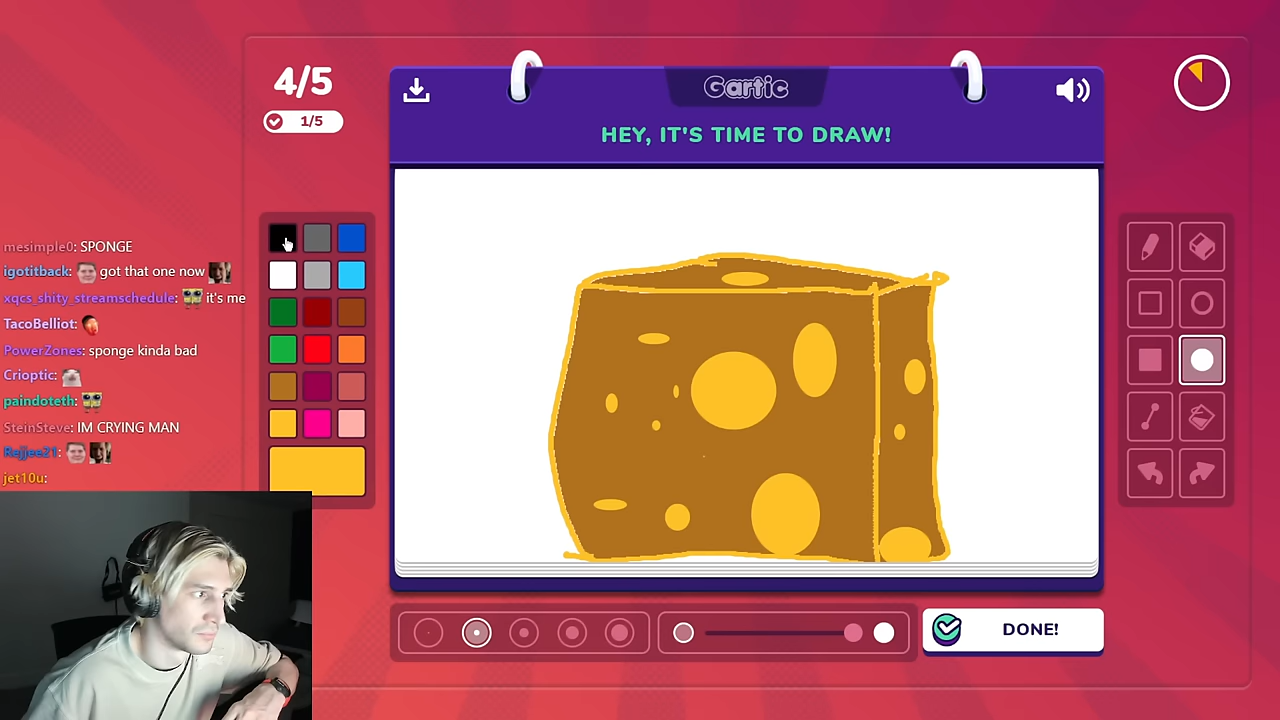 4/5
1/5
Gartic
HEY, IT'S TIME TO DRAW!
mesimple0: SPONGE
igotitback: got that one now
xqcs_shity_streamschedule: it's me
TacoBelliot:
PowerZones: sponge kinda bad
Crioptic:
paindoteth:
SteinSteve: IM CRYING MAN
Rejjee21:
jet10u:
DONE!